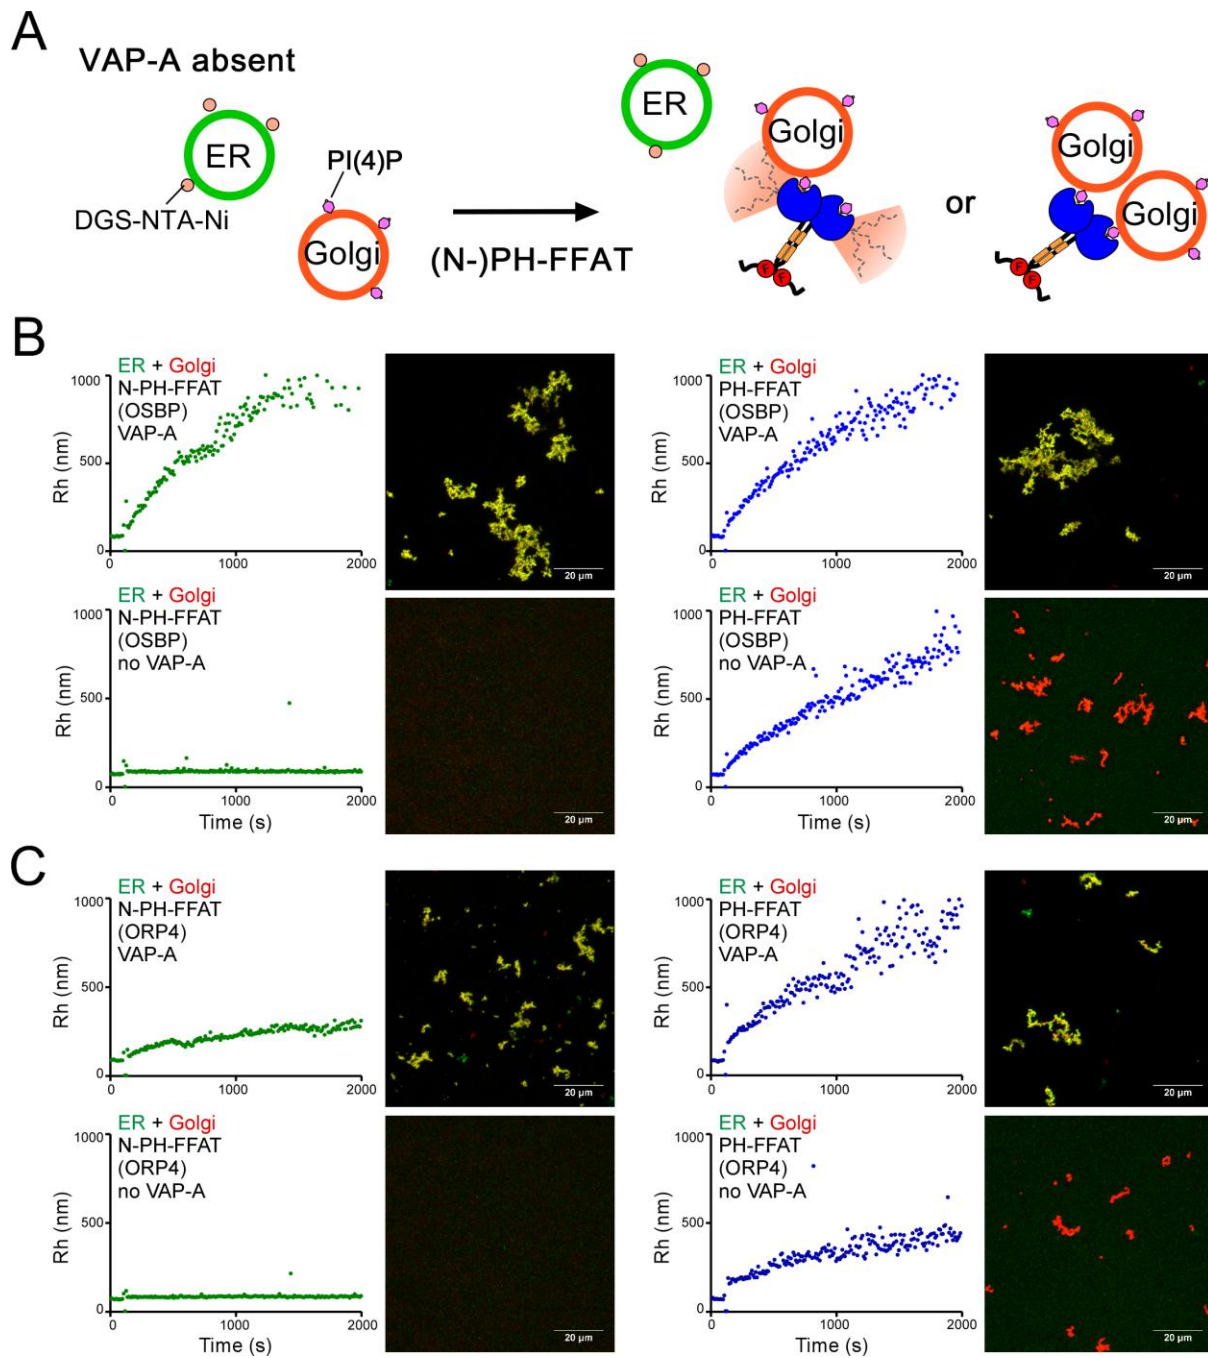 A
VAP-A absent
ER
DGS-NTA-Ni
PI(4)P
Golgi
(N-)PH-FFAT
ER
Golgi
F
F
or
Golgi
Golgi
F
F
B
ER + Golgi
N-PH-FFAT
(OSBP)
VAP-A
Rh (nm)
1000
500
0
0
1000
2000
20 µm
ER + Golgi
PH-FFAT
(OSBP)
VAP-A
Rh (nm)
1000
500
0
0
1000
2000
20 µm
ER + Golgi
N-PH-FFAT
(OSBP)
no VAP-A
Rh (nm)
1000
500
0
0
1000
2000
Time (s)
20 µm
ER + Golgi
PH-FFAT
(OSBP)
no VAP-A
Rh (nm)
1000
500
0
0
1000
2000
Time (s)
20 µm
C
ER + Golgi
N-PH-FFAT
(ORP4)
VAP-A
Rh (nm)
1000
500
0
0
1000
2000
20 µm
ER + Golgi
PH-FFAT
(ORP4)
VAP-A
Rh (nm)
1000
500
0
0
1000
2000
20 µm
ER + Golgi
N-PH-FFAT
(ORP4)
no VAP-A
Rh (nm)
1000
500
0
0
1000
2000
Time (s)
20 µm
ER + Golgi
PH-FFAT
(ORP4)
no VAP-A
Rh (nm)
1000
500
0
0
1000
2000
Time (s)
20 µm